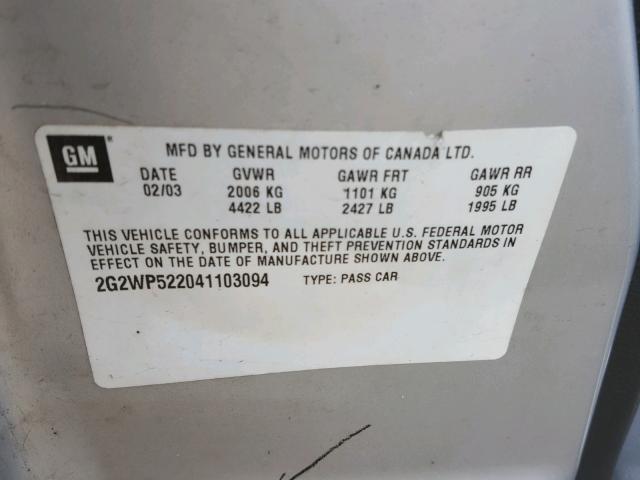 GM
MFD BY GENERAL MOTORS OF CANADA LTD.
DATE GVWR GAWR FRT GAWR RR
02/03 2006 KG 1101 KG 905 KG
4422 LB 2427 LB 1995 LB
THIS VEHICLE CONFORMS TO ALL APPLICABLE U.S. FEDERAL MOTOR
VEHICLE SAFETY, BUMPER, AND THEFT PREVENTION STANDARDS IN
EFFECT ON THE DATE OF MANUFACTURE SHOWN ABOVE.
2G2WP522041103094 TYPE: PASS CAR